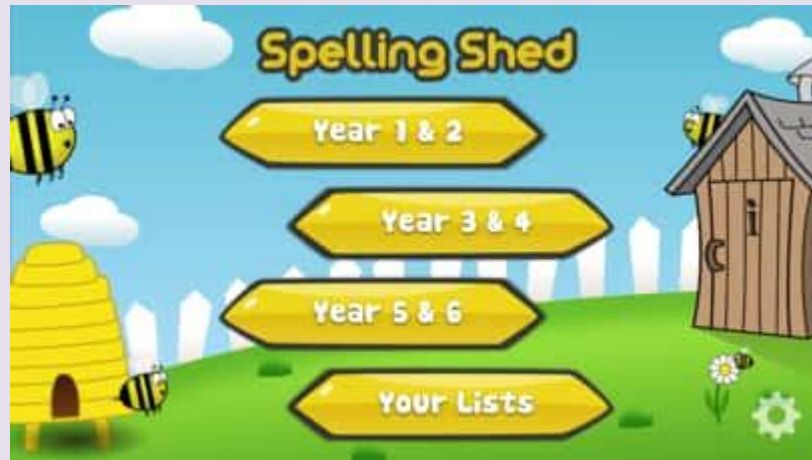 Spelling Shed
Year 1 & 2
Year 3 & 4
Year 5 & 6
Your Lists
i